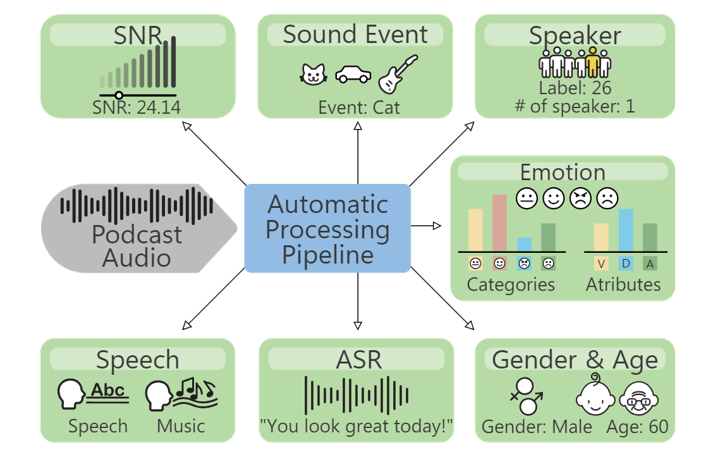 SNR
SNR: 24.14
Sound Event
Event: Cat
Speaker
Label: 26
# of speaker: 1
Podcast
Audio
Automatic
Processing
Pipeline
Emotion
V D A
Categories
Atributes
Speech
Abc
Speech Music
ASR
"You look great today!"
Gender & Age
Gender: Male Age: 60